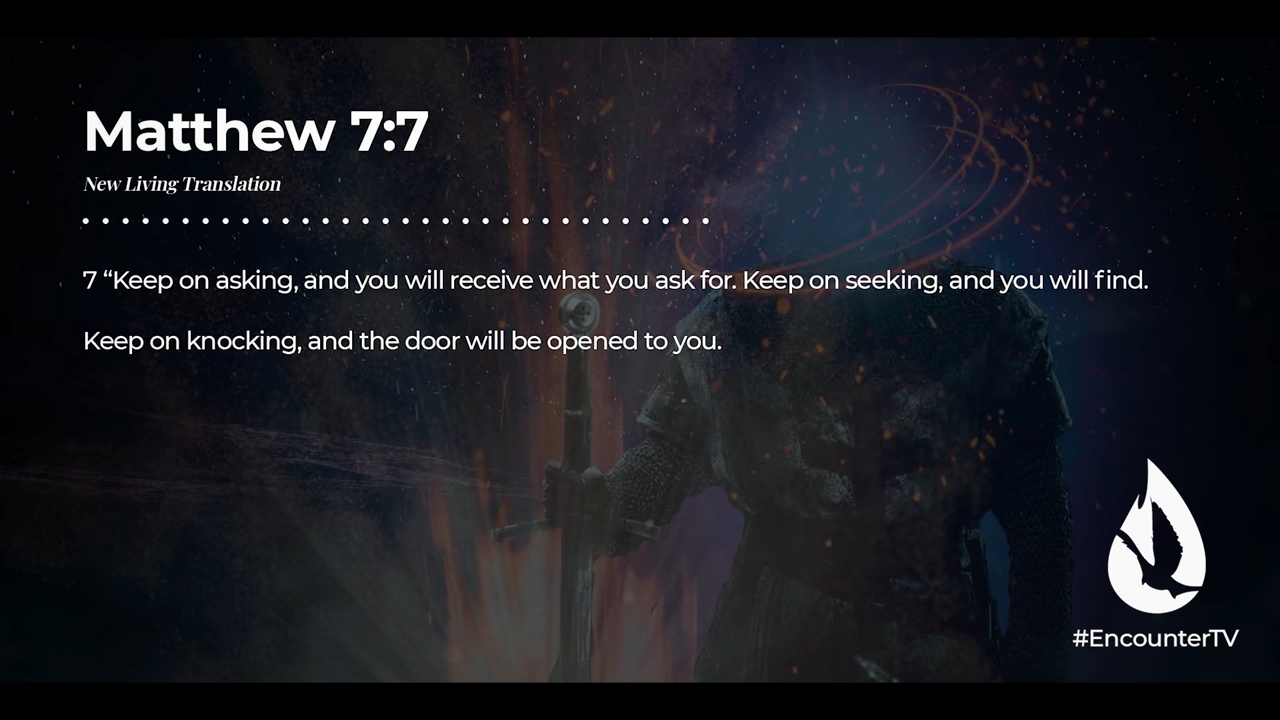 Matthew 7:7
New Living Translation
7 “Keep on asking, and you will receive what you ask for. Keep on seeking, and you will find.
Keep on knocking, and the door will be opened to you.
#EncounterTV